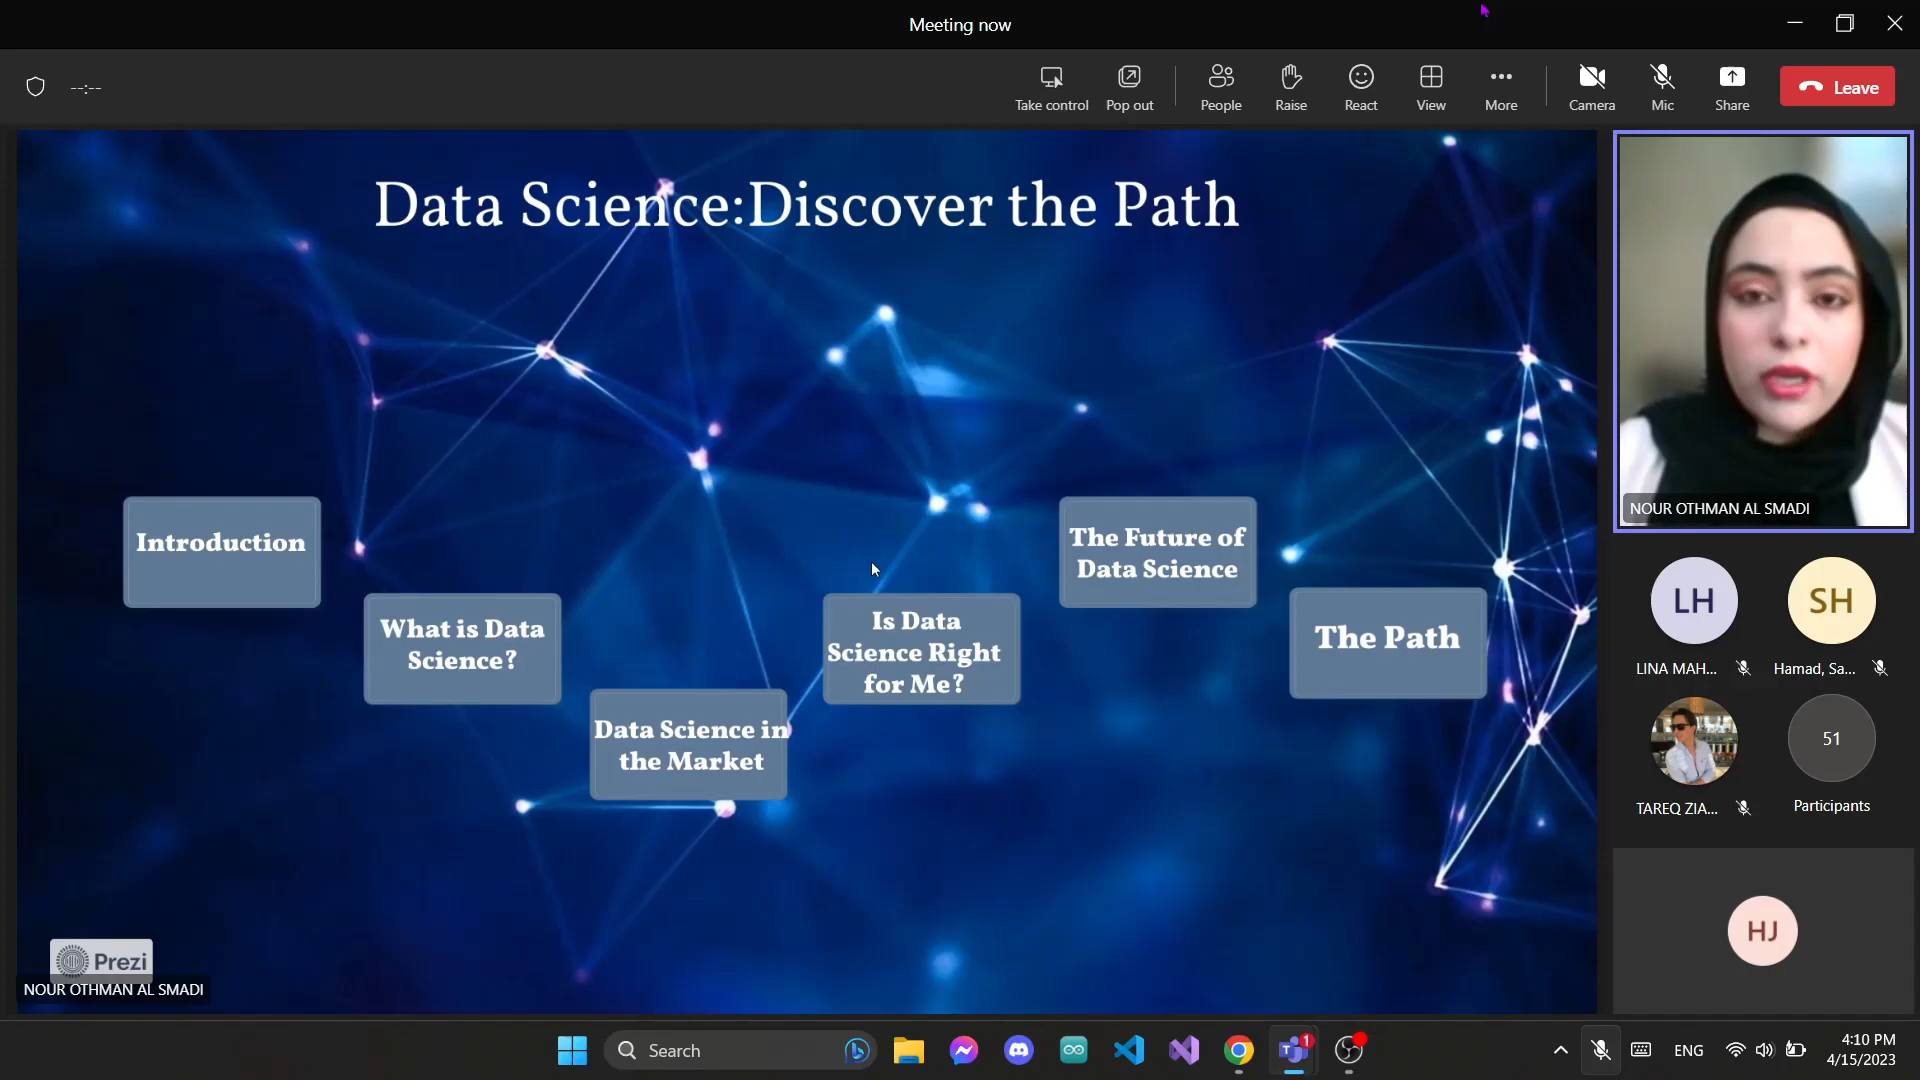 Meeting now
--:--
Take control
Pop out
People
Raise
React
View
More
Camera
Mic
Share
Leave
Data Science:Discover the Path
Introduction
What is Data
Science?
Data Science in
the Market
Is Data
Science Right
for Me?
The Future of
Data Science
The Path
Prezi
NOUR OTHMAN AL SMADI
NOUR OTHMAN AL SMADI
LH
SH
LINA MAH...
Hamad, Sa...
51
TAREQ ZIA...
Participants
HJ
Search
1
ENG
4:10 PM
4/15/2023